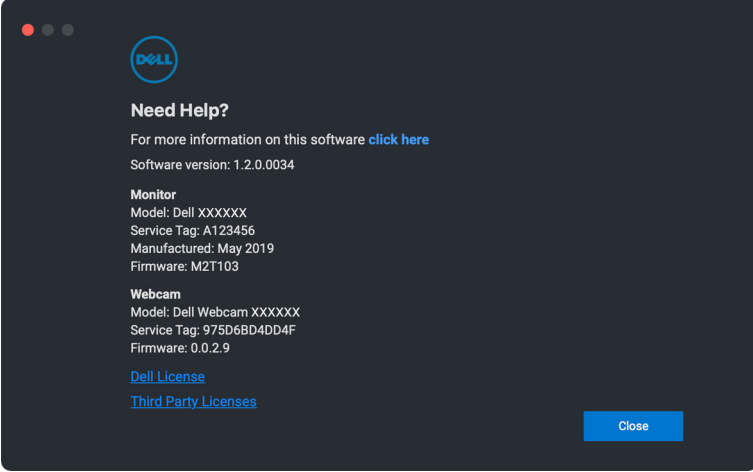 DELL
Need Help?
For more information on this software click here
Software version: 1.2.0.0034
Monitor
Model: Dell XXXXXX
Service Tag: A123456
Manufactured: May 2019
Firmware: M2T103
Webcam
Model: Dell Webcam XXXXXX
Service Tag: 975D6BD4DD4F
Firmware: 0.0.2.9
Dell License
Third Party Licenses
Close